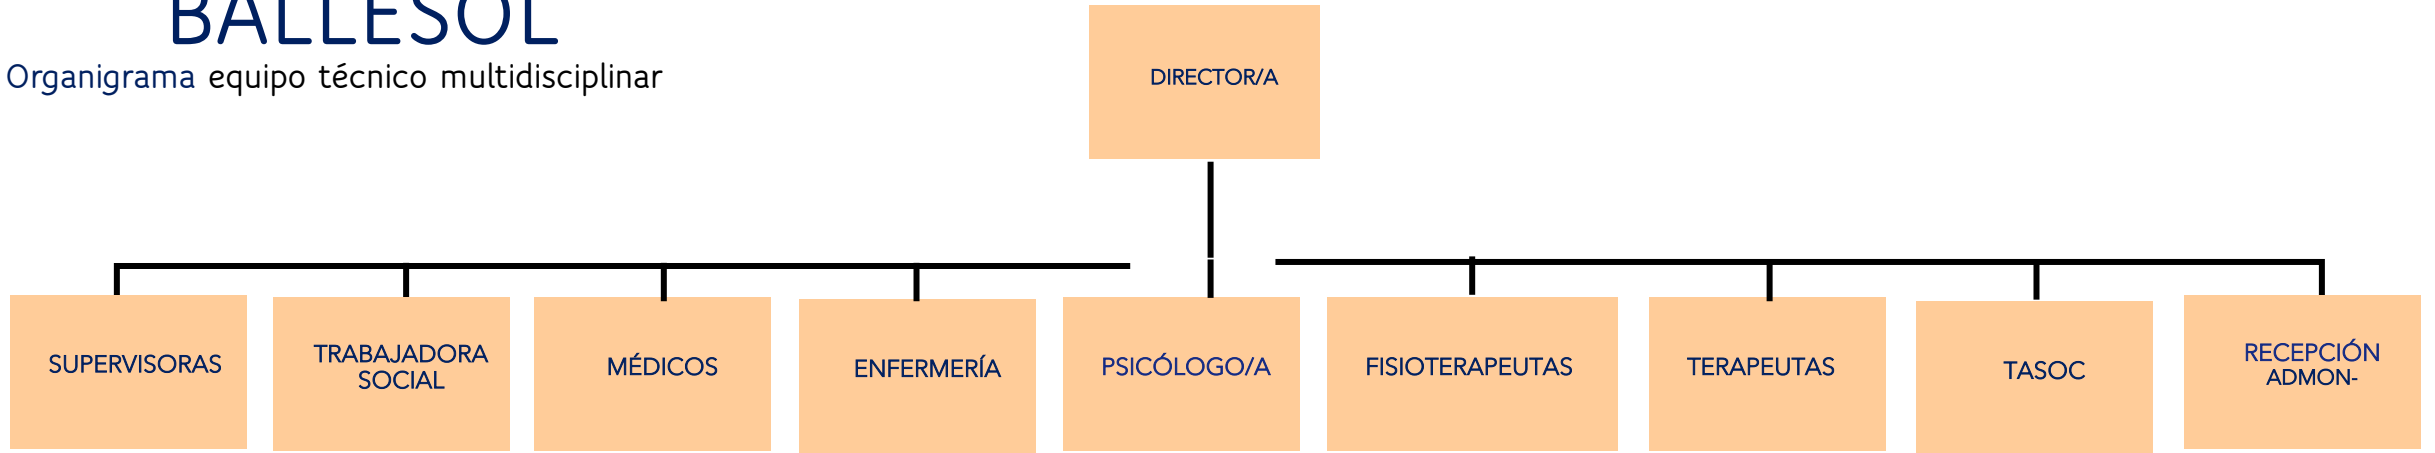 BALLESOL
Organigrama equipo técnico multidisciplinar
DIRECTOR/A
SUPERVISORAS
TRABAJADORA
SOCIAL
MÉDICOS
ENFERMERÍA
PSICÓLOGO/A
FISIOTERAPEUTAS
TERAPEUTAS
TASOC
RECEPCIÓN
ADMON-